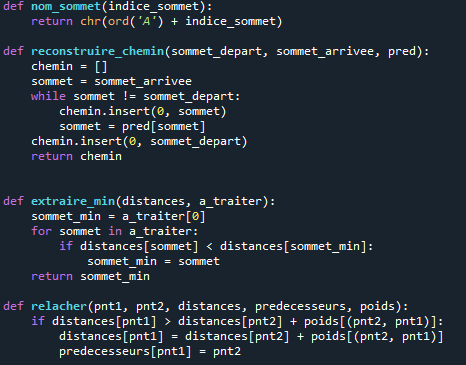 def nom_sommet(indice_sommet):
    return chr(ord('A') + indice_sommet)

def reconstruire_chemin(sommet_depart, sommet_arrivee, pred):
    chemin = []
    sommet = sommet_arrivee
    while sommet != sommet_depart:
        chemin.insert(0, sommet)
        sommet = pred[sommet]
    chemin.insert(0, sommet_depart)
    return chemin

def extraire_min(distances, a_traiter):
    sommet_min = a_traiter[0]
    for sommet in a_traiter:
        if distances[sommet] < distances[sommet_min]:
            sommet_min = sommet
    return sommet_min

def relacher(pnt1, pnt2, distances, predecesseurs, poids):
    if distances[pnt1] > distances[pnt2] + poids[(pnt2, pnt1)]:
        distances[pnt1] = distances[pnt2] + poids[(pnt2, pnt1)]
        predecesseurs[pnt1] = pnt2